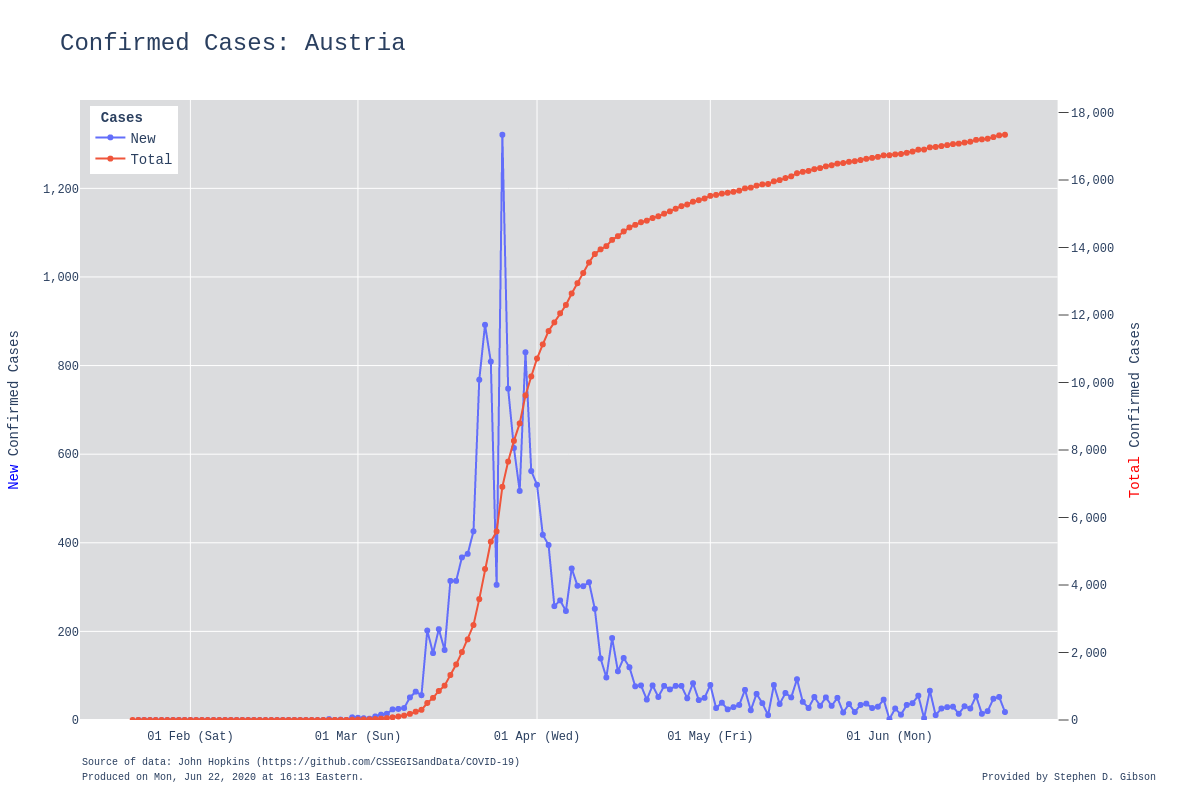 Confirmed Cases: Austria
Cases
New
Total
1,200
1,000
800
600
400
200
0
18,000
16,000
14,000
12,000
10,000
8,000
6,000
4,000
2,000
0
New Confirmed Cases
Total Confirmed Cases
01 Feb (Sat)
01 Mar (Sun)
01 Apr (Wed)
01 May (Fri)
01 Jun (Mon)
Source of data: John Hopkins (https://github.com/CSSEGISandData/COVID-19)
Produced on Mon, Jun 22, 2020 at 16:13 Eastern.
Provided by Stephen D. Gibson